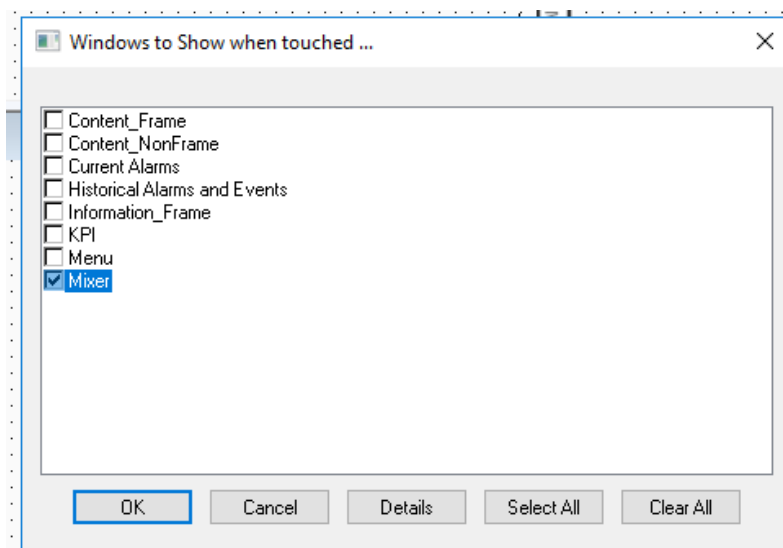 Windows to Show when touched ...
Content_Frame
Content_NonFrame
Current Alarms
Historical Alarms and Events
Information_Frame
KPI
Menu
Mixer
OK Cancel Details Select All Clear All